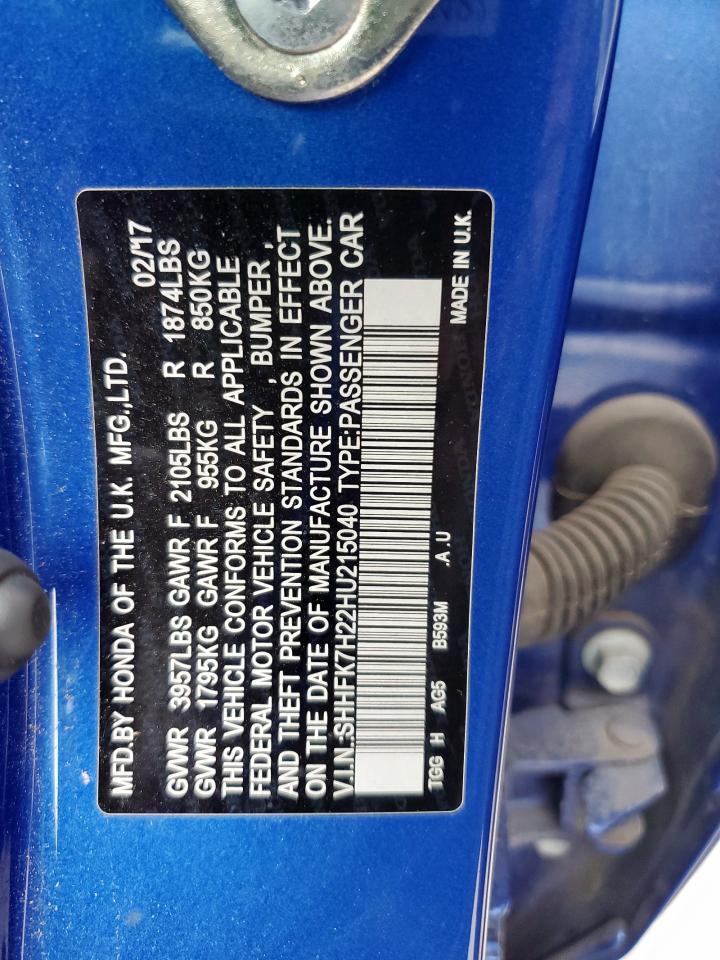 MFD.BY HONDA OF THE U.K. MFG.,LTD. 02/17
GVWR 3957LBS GAWR F 2105LBS R 1874LBS
GVWR 1795KG GAWR F 955KG R 850KG
THIS VEHICLE CONFORMS TO ALL APPLICABLE
FEDERAL MOTOR VEHICLE SAFETY , BUMPER ,
AND THEFT PREVENTION STANDARDS IN EFFECT
ON THE DATE OF MANUFACTURE SHOWN ABOVE.
V.I.N.:SHHFK7H22HU215040 TYPE:PASSENGER CAR
TGG H AG5 B593M .A U MADE IN U.K.